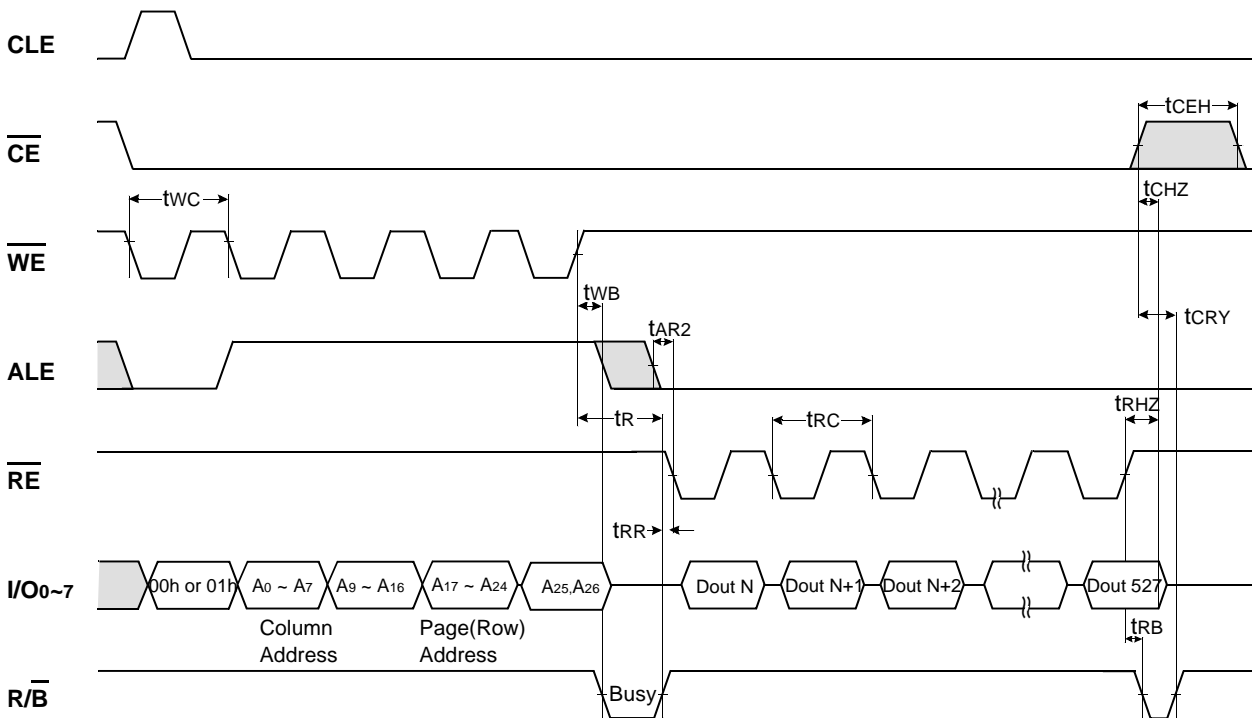 CLE
tCEH
CE
tCHZ
tWC
WE
tWB
tCRY
tAR2
ALE
tRHZ
tR
tRC
RE
tRR
I/O0~7
00h or 01h
A0 ~ A7
A9 ~ A16
A17 ~ A24
A25,A26
Dout N
Dout N+1
Dout N+2
Dout 527
Column
Address
Page(Row)
Address
tRB
R/B
Busy